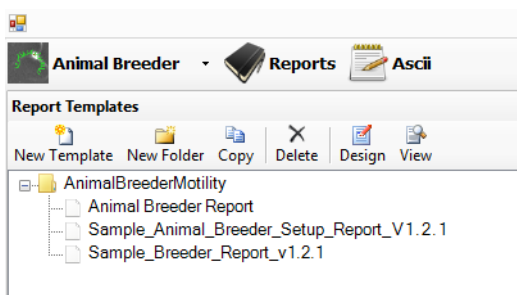 Animal Breeder Reports Ascii
Report Templates
New Template New Folder Copy Delete Design View
AnimalBreederMotility
Animal Breeder Report
Sample_Animal_Breeder_Setup_Report_V1.2.1
Sample_Breeder_Report_v1.2.1